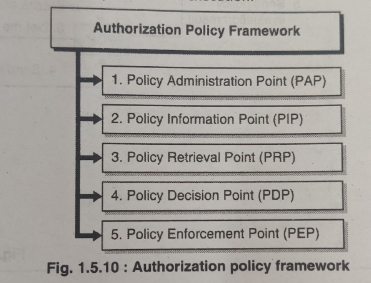 Authorization Policy Framework
1. Policy Administration Point (PAP)
2. Policy Information Point (PIP)
3. Policy Retrieval Point (PRP)
4. Policy Decision Point (PDP)
5. Policy Enforcement Point (PEP)
Fig. 1.5.10 : Authorization policy framework